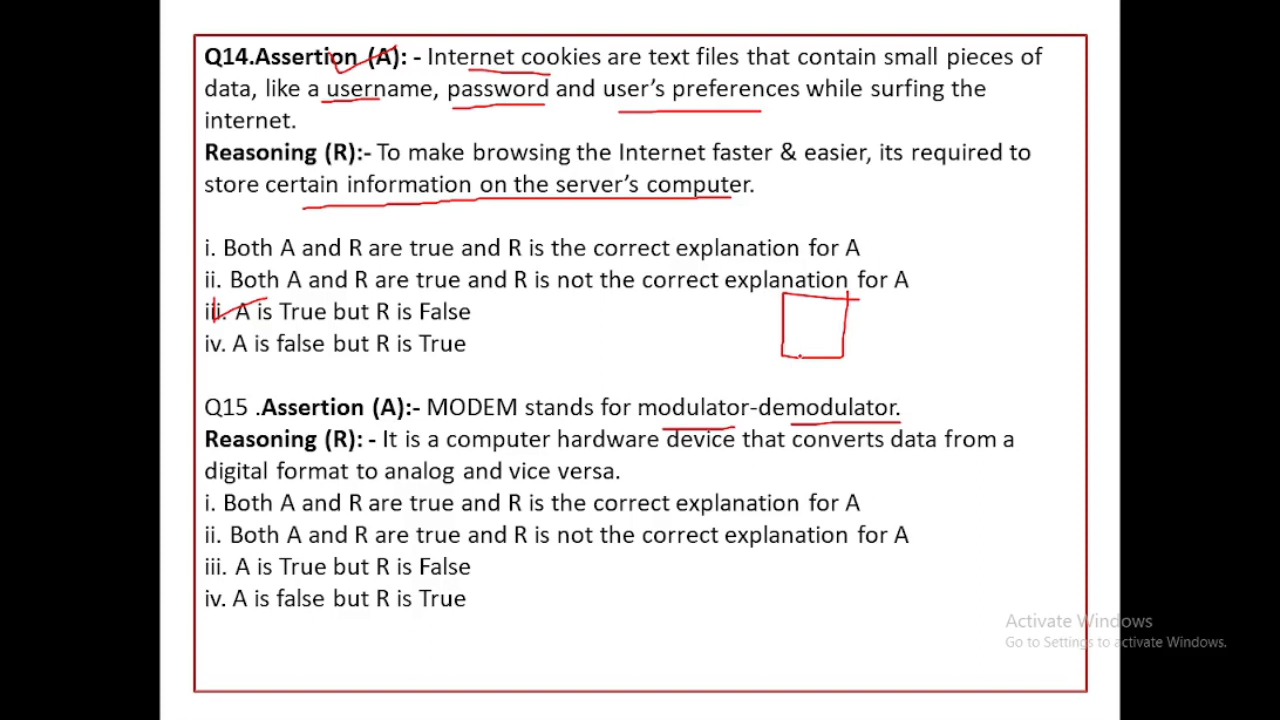 Q14.Assertion (A): - Internet cookies are text files that contain small pieces of
data, like a username, password and user's preferences while surfing the
internet.
Reasoning (R):- To make browsing the Internet faster & easier, its required to
store certain information on the server's computer.
i. Both A and R are true and R is the correct explanation for A
ii. Both A and R are true and R is not the correct explanation for A
iii. A is True but R is False
iv. A is false but R is True
Q15 .Assertion (A):- MODEM stands for modulator-demodulator.
Reasoning (R): - It is a computer hardware device that converts data from a
digital format to analog and vice versa.
i. Both A and R are true and R is the correct explanation for A
ii. Both A and R are true and R is not the correct explanation for A
iii. A is True but R is False
iv. A is false but R is True
Activate Windows
Go to Settings to activate Windows.